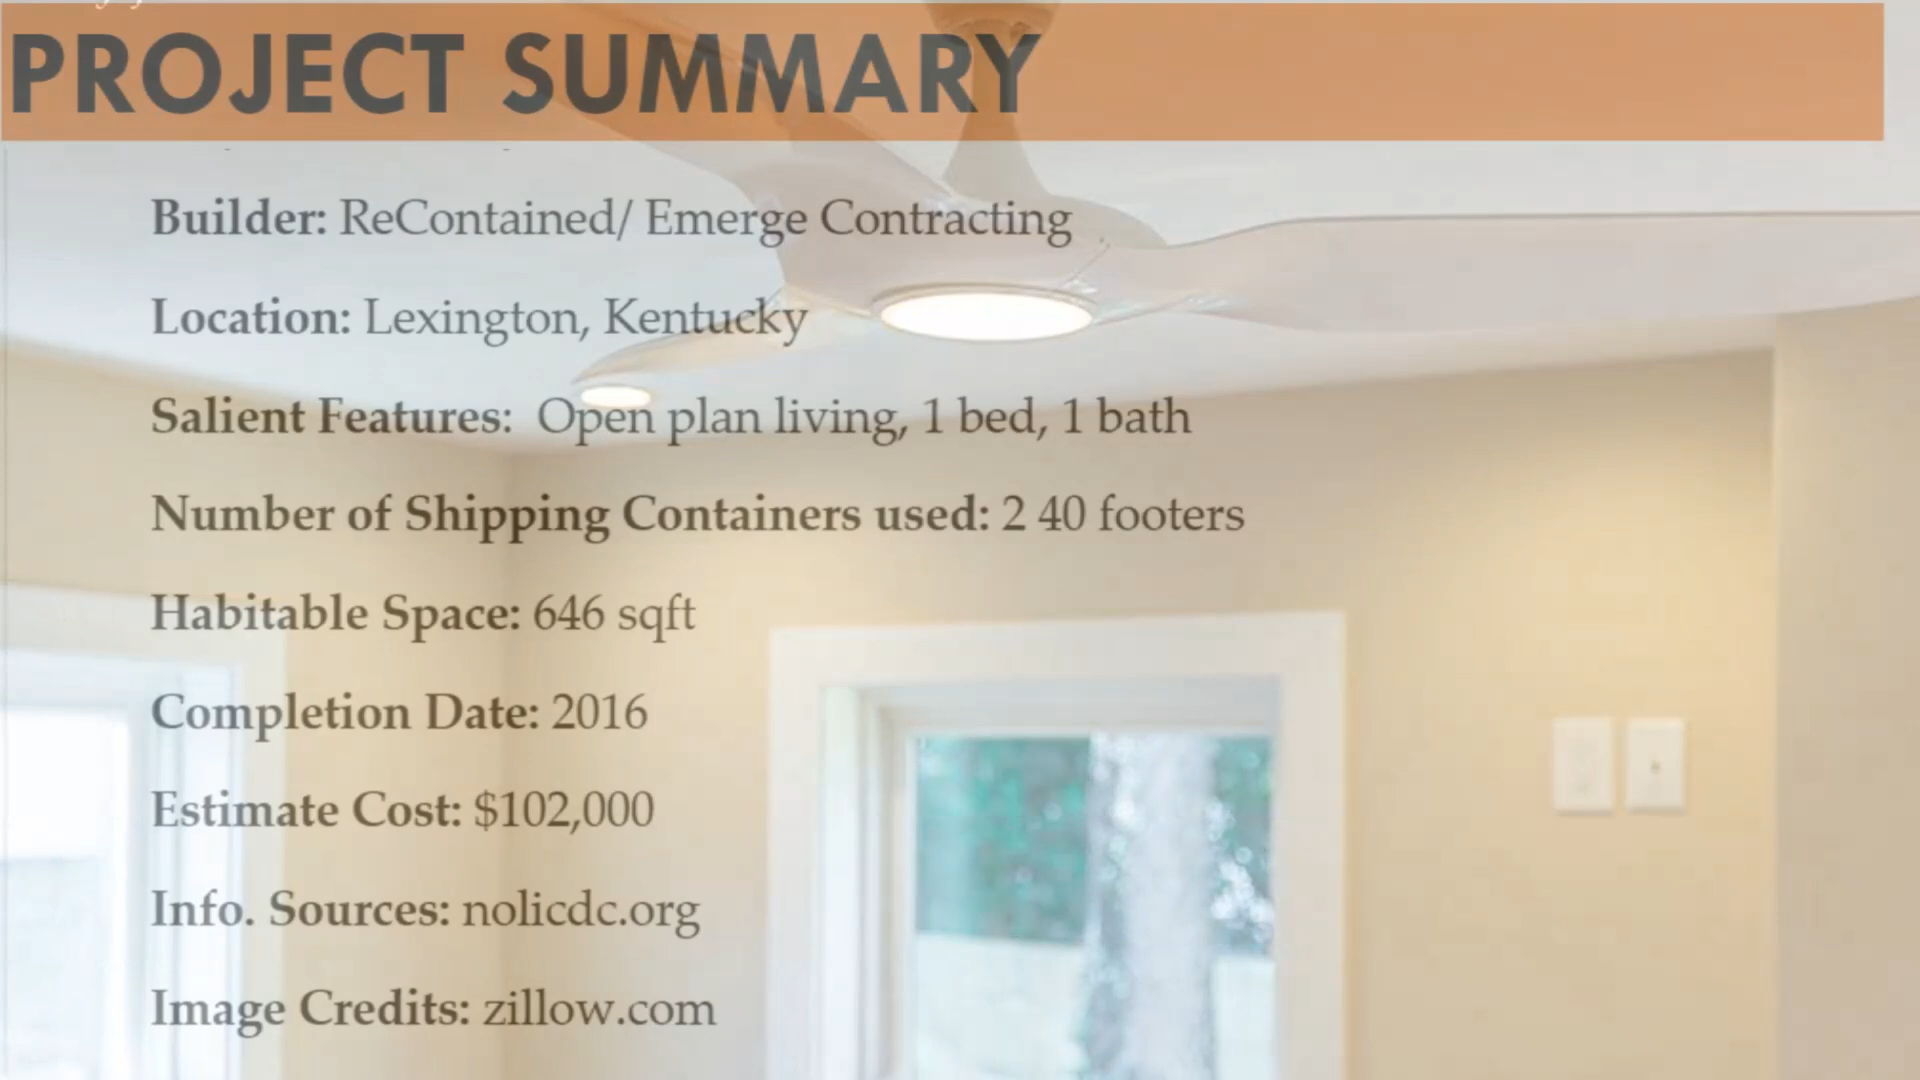 PROJECT SUMMARY
Builder: ReContained/ Emerge Contracting
Location: Lexington, Kentucky
Salient Features: Open plan living, 1 bed, 1 bath
Number of Shipping Containers used: 2 40 footers
Habitable Space: 646 sqft
Completion Date: 2016
Estimate Cost: $102,000
Info. Sources: nolicdc.org
Image Credits: zillow.com